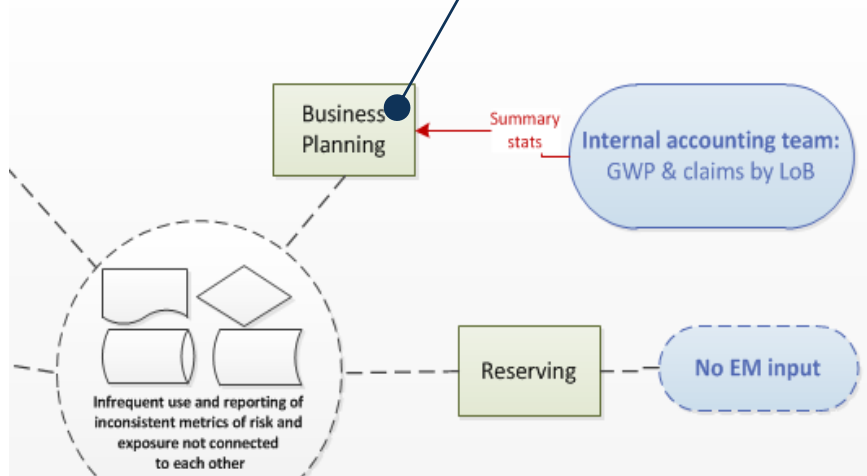 Business
Planning
Summary
stats
Internal accounting team:
GWP & claims by LoB
Reserving
No EM input
Infrequent use and reporting of
inconsistent metrics of risk and
exposure not connected
to each other